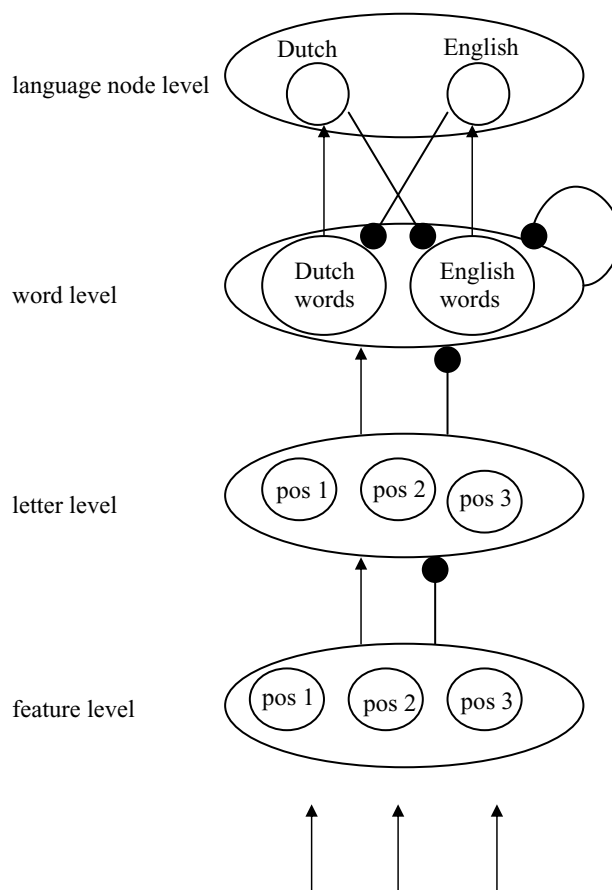 Dutch
English
language node level
Dutch
words
English
words
word level
pos 1
pos 2
pos 3
letter level
pos 1
pos 2
pos 3
feature level